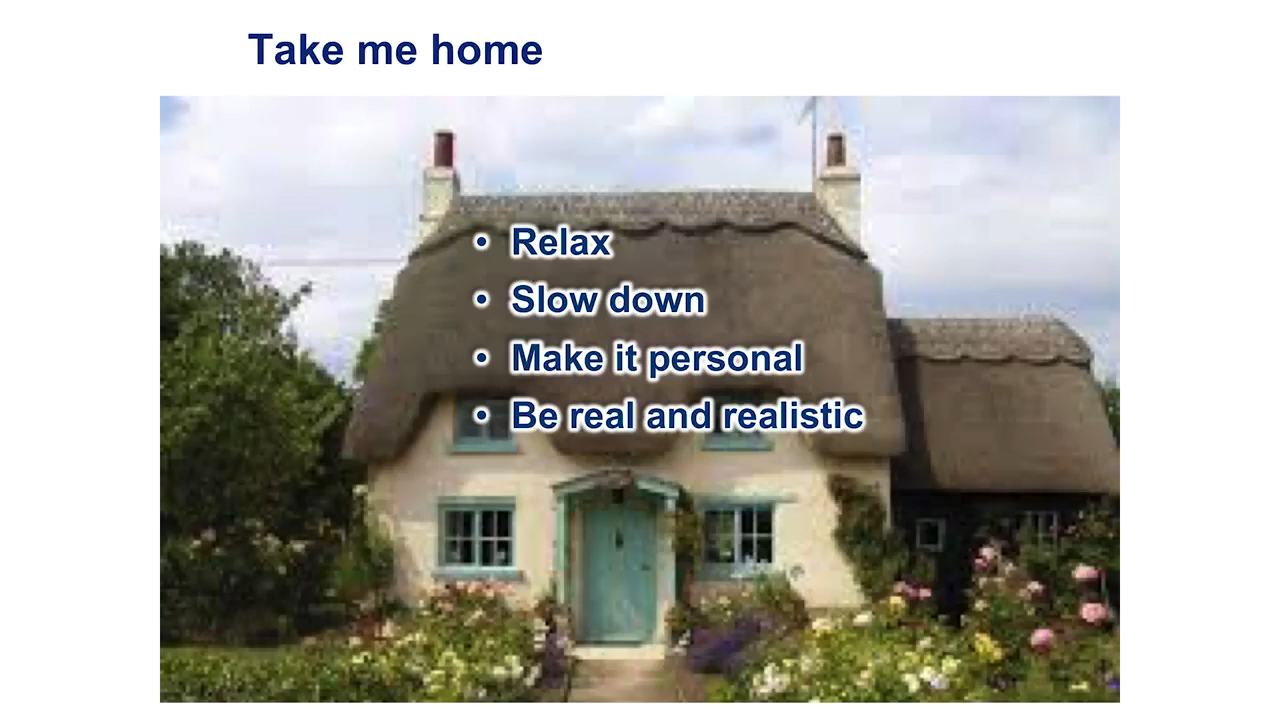 Take me home
• Relax
• Slow down
• Make it personal
• Be real and realistic